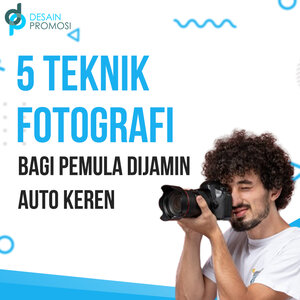 DESAIN
PROMOSI
5 TEKNIK
FOTOGRAFI
BAGI PEMULA DIJAMIN
AUTO KEREN